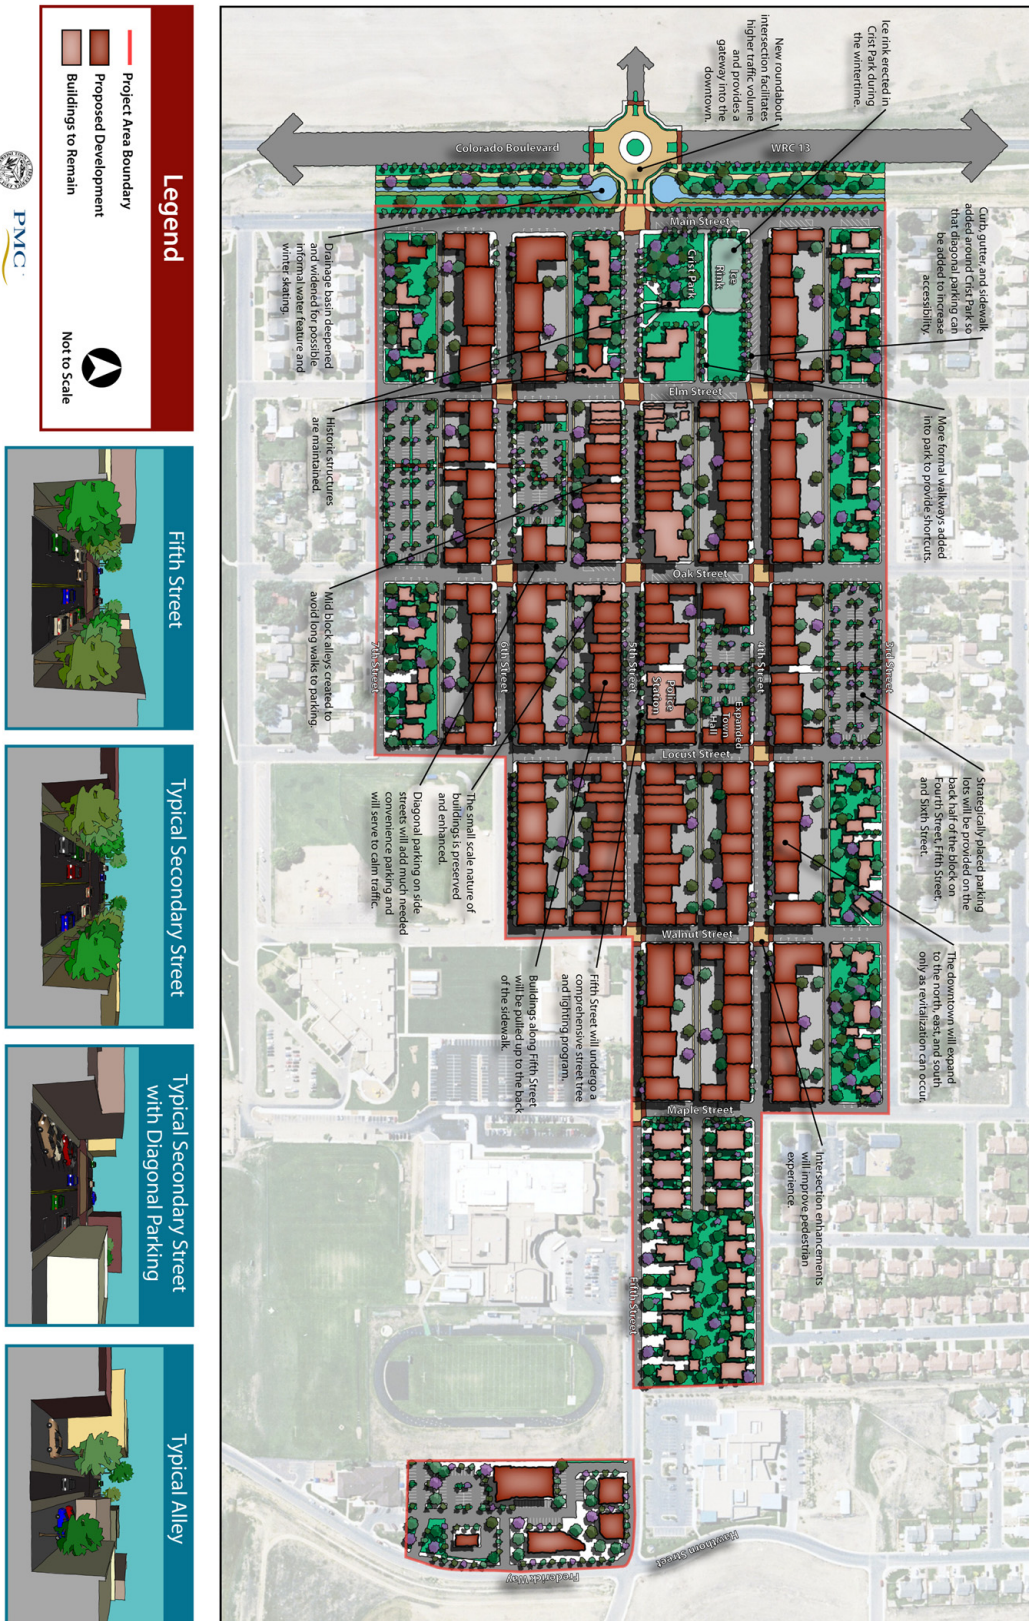 Ice rink erected in
Crist Park during
the wintertime.
New roundabout
intersection facilitates
higher traffic volume
and provides a
gateway into the
downtown.
Curb, gutter, and sidewalk
added around Crist Park so
that diagonal parking can
be added to increase
accessibility.
More formal walkways added
into park to provide shortcuts.
Strategically placed parking
lots will be provided on the
back half of the block on
Fourth Street, Fifth Street,
and Sixth Street.
The downtown will expand
to the north, east, and south
only as revitalization can occur.
Intersection enhancements
will improve pedestrian
experience.
Colorado Boulevard
WRC 13
Main Street
Ice
Rink
Crist Park
Elm Street
Oak Street
3rd Street
4th Street
5th Street
6th Street
7th Street
Expanded
Town
Hall
Police
Station
Locust Street
Walnut Street
Maple Street
Fifth Street
Hawthorn Street
Frederick Way
Drainage basin deepened
and widened for possible
informal water feature and
winter skating.
Historic structures
are maintained.
Mid block alleys created to
avoid long walks to parking.
The small scale nature of
buildings is preserved
and enhanced.
Diagonal parking on side
streets will add much needed
convenience parking and
will serve to calm traffic.
Fifth Street will undergo a
comprehensive street tree
and lighting program.
Buildings along Fifth Street
will be pulled up to the back
of the sidewalk.
Legend
Project Area Boundary
Proposed Development
Buildings to Remain
Not to Scale
PMC
Fifth Street
Typical Secondary Street
Typical Secondary Street
with Diagonal Parking
Typical Alley